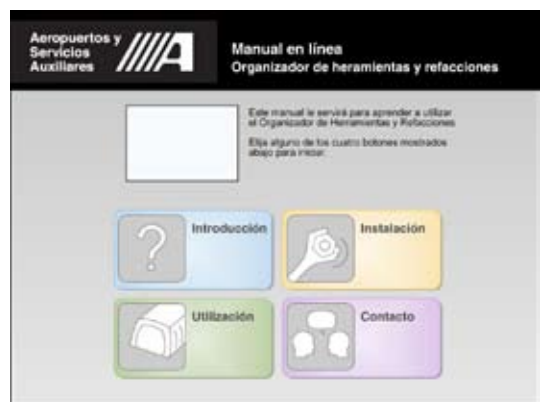 Aeropuertos y
Servicios
Auxiliares
Manual en línea
Organizador de heramientas y refacciones
Este manual le servirá para aprender a utilizar
el Organizador de Herramientas y Refacciones
Elija alguno de los cuatro botones mostrados
abajo para iniciar.
Introducción
Instalación
Utilización
Contacto